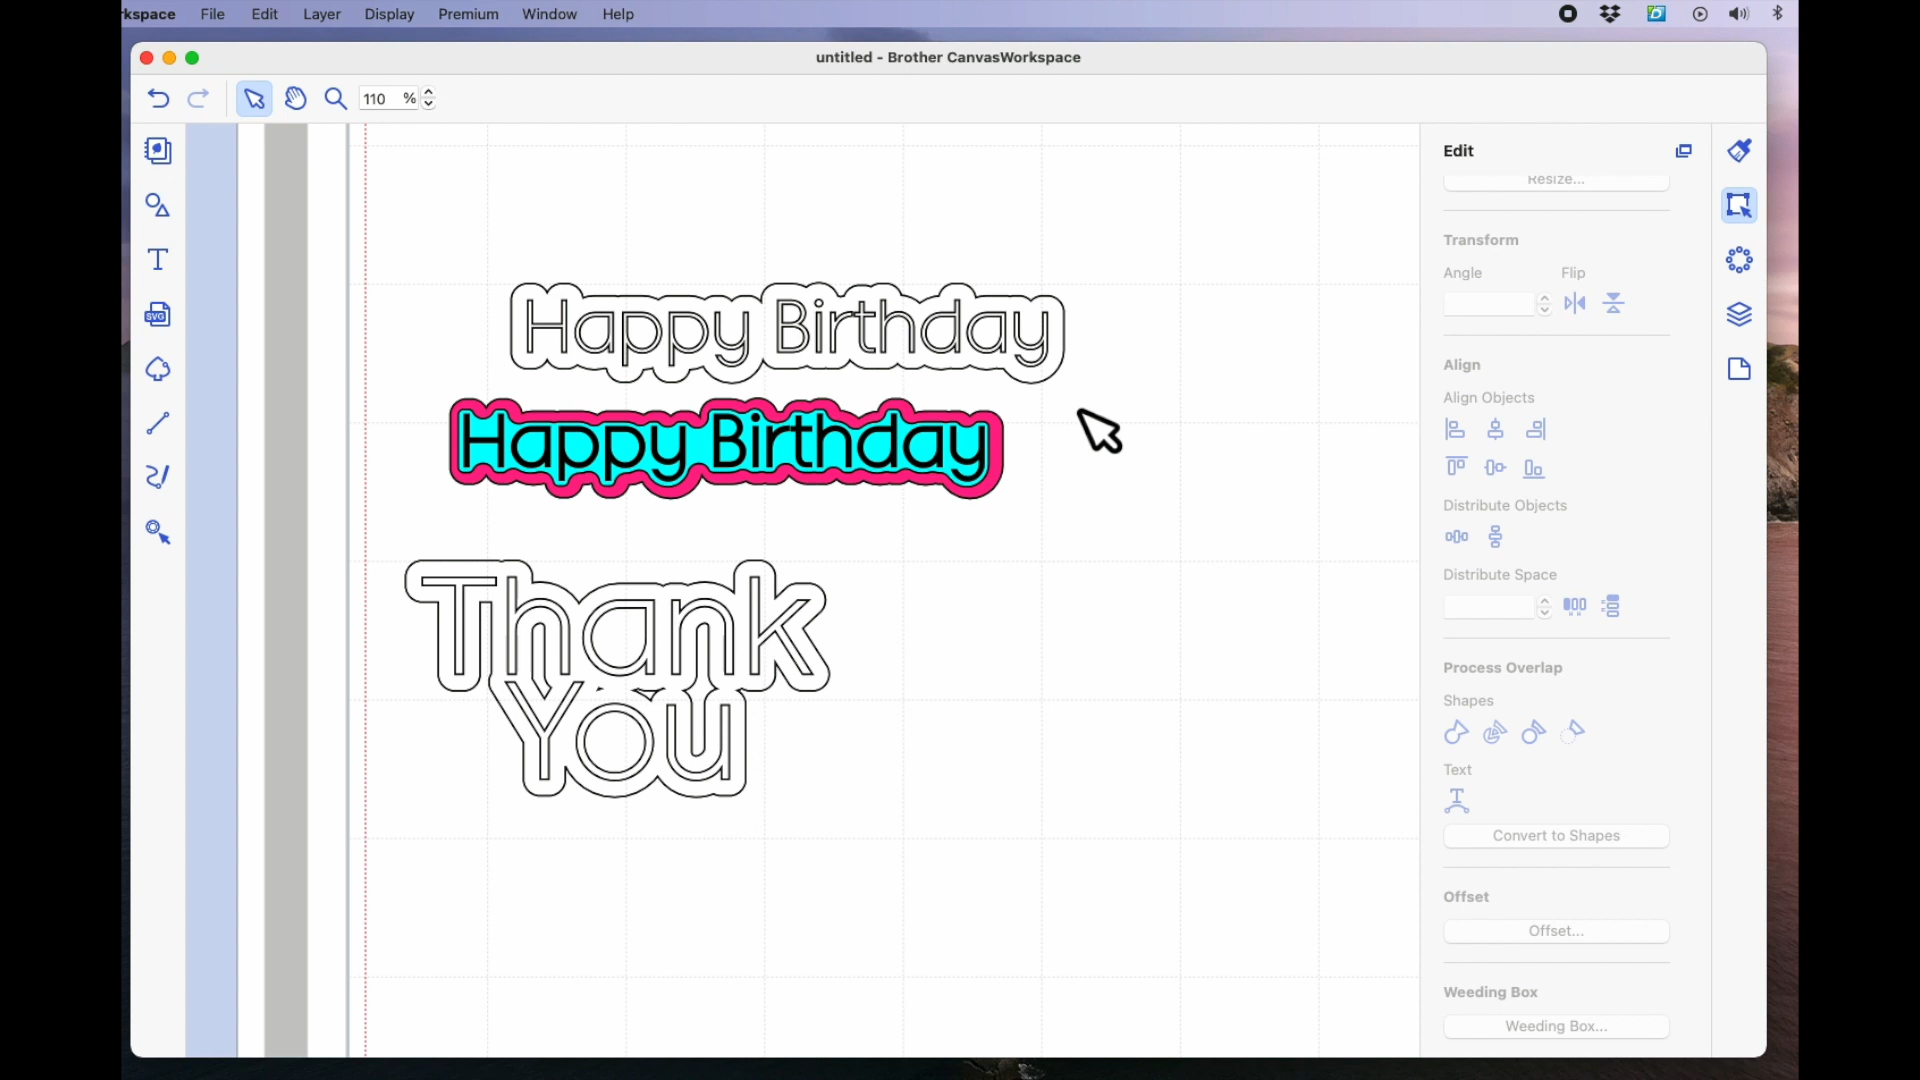 kspace File Edit Layer Display Premium Window Help
untitled - Brother CanvasWorkspace
110 %
T
SVG
Edit
Resize...
Transform
Angle Flip
Align
Align Objects
Distribute Objects
Distribute Space
Process Overlap
Shapes
Text
Convert to Shapes
Offset
Offset...
Weeding Box
Weeding Box...
Happy Birthday
Happy Birthday
Thank
You